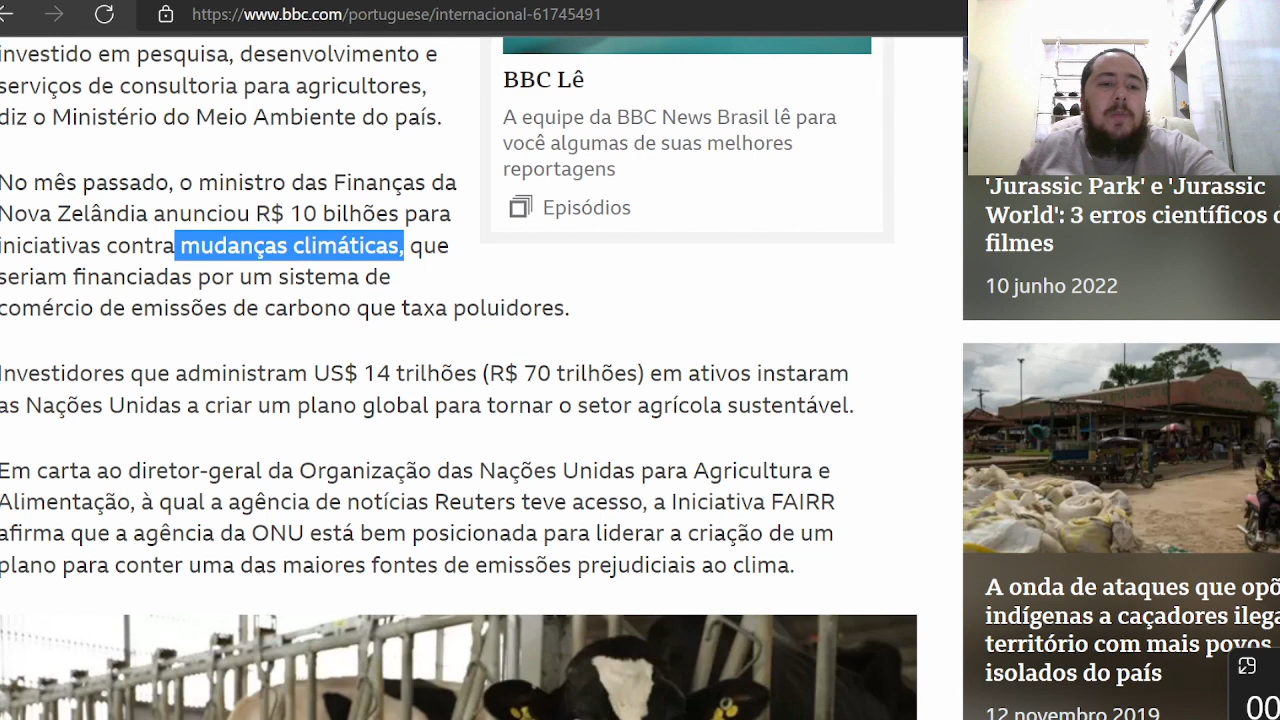 https://www.bbc.com/portuguese/internacional-61745491
investido em pesquisa, desenvolvimento e
serviços de consultoria para agricultores,
diz o Ministério do Meio Ambiente do país.
No mês passado, o ministro das Finanças da
Nova Zelândia anunciou R$ 10 bilhões para
iniciativas contra mudanças climáticas, que
seriam financiadas por um sistema de
comércio de emissões de carbono que taxa poluidores.
Investidores que administram US$ 14 trilhões (R$ 70 trilhões) em ativos instaram
as Nações Unidas a criar um plano global para tornar o setor agrícola sustentável.
Em carta ao diretor-geral da Organização das Nações Unidas para Agricultura e
Alimentação, à qual a agência de notícias Reuters teve acesso, a Iniciativa FAIRR
afirma que a agência da ONU está bem posicionada para liderar a criação de um
plano para conter uma das maiores fontes de emissões prejudiciais ao clima.
BBC Lê
A equipe da BBC News Brasil lê para
você algumas de suas melhores
reportagens
Episódios
'Jurassic Park' e 'Jurassic
World': 3 erros científicos d
filmes
10 junho 2022
A onda de ataques que opõ
indígenas a caçadores ilega
território com mais povos
isolados do país
12 novembro 2019
00